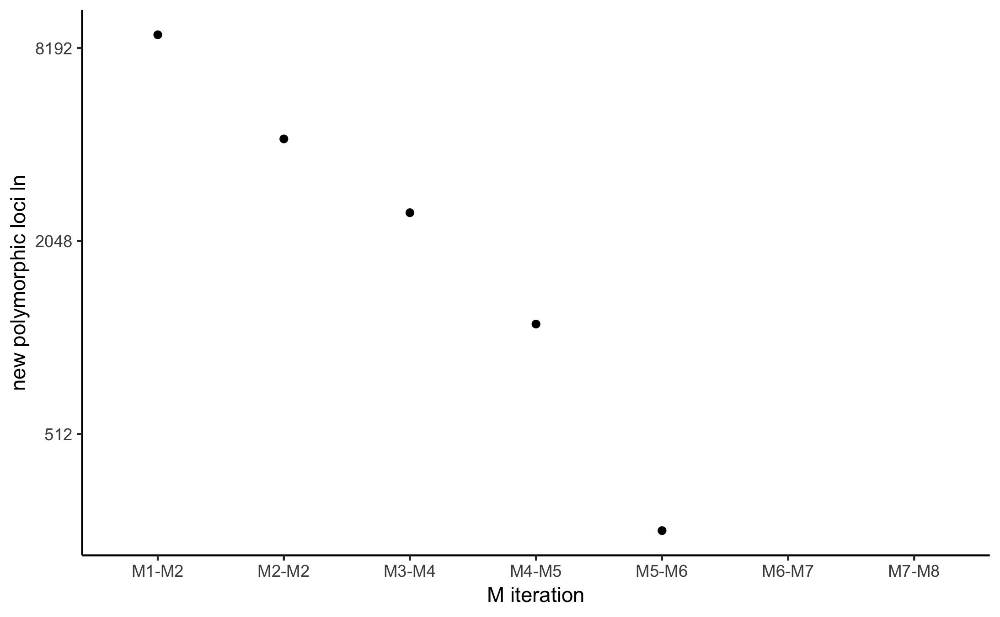 new polymorphic loci ln
8192
2048
512
M1-M2 M2-M2 M3-M4 M4-M5 M5-M6 M6-M7 M7-M8
M iteration